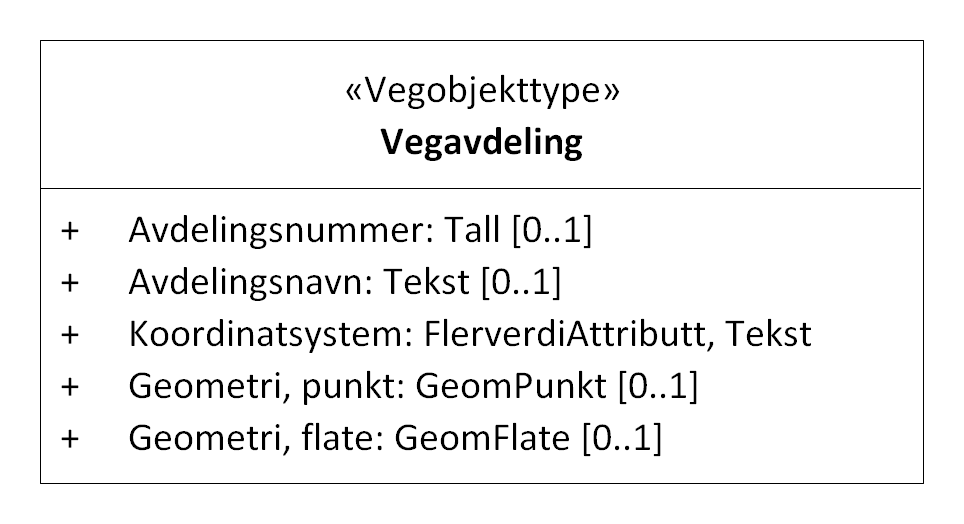 «Vegobjekttype»
Vegavdeling
+ Avdelingsnummer: Tall [0..1]
+ Avdelingsnavn: Tekst [0..1]
+ Koordinatsystem: FlerverdiAttributt, Tekst
+ Geometri, punkt: GeomPunkt [0..1]
+ Geometri, flate: GeomFlate [0..1]